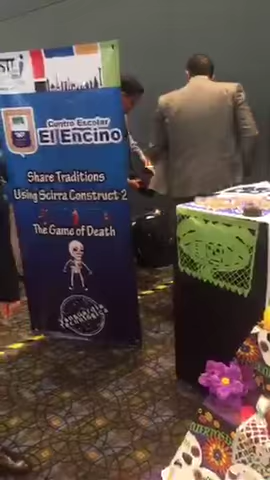 Centro Escolar
El Encino
Share Traditions
Using Scirra Construct 2
The Game of Death